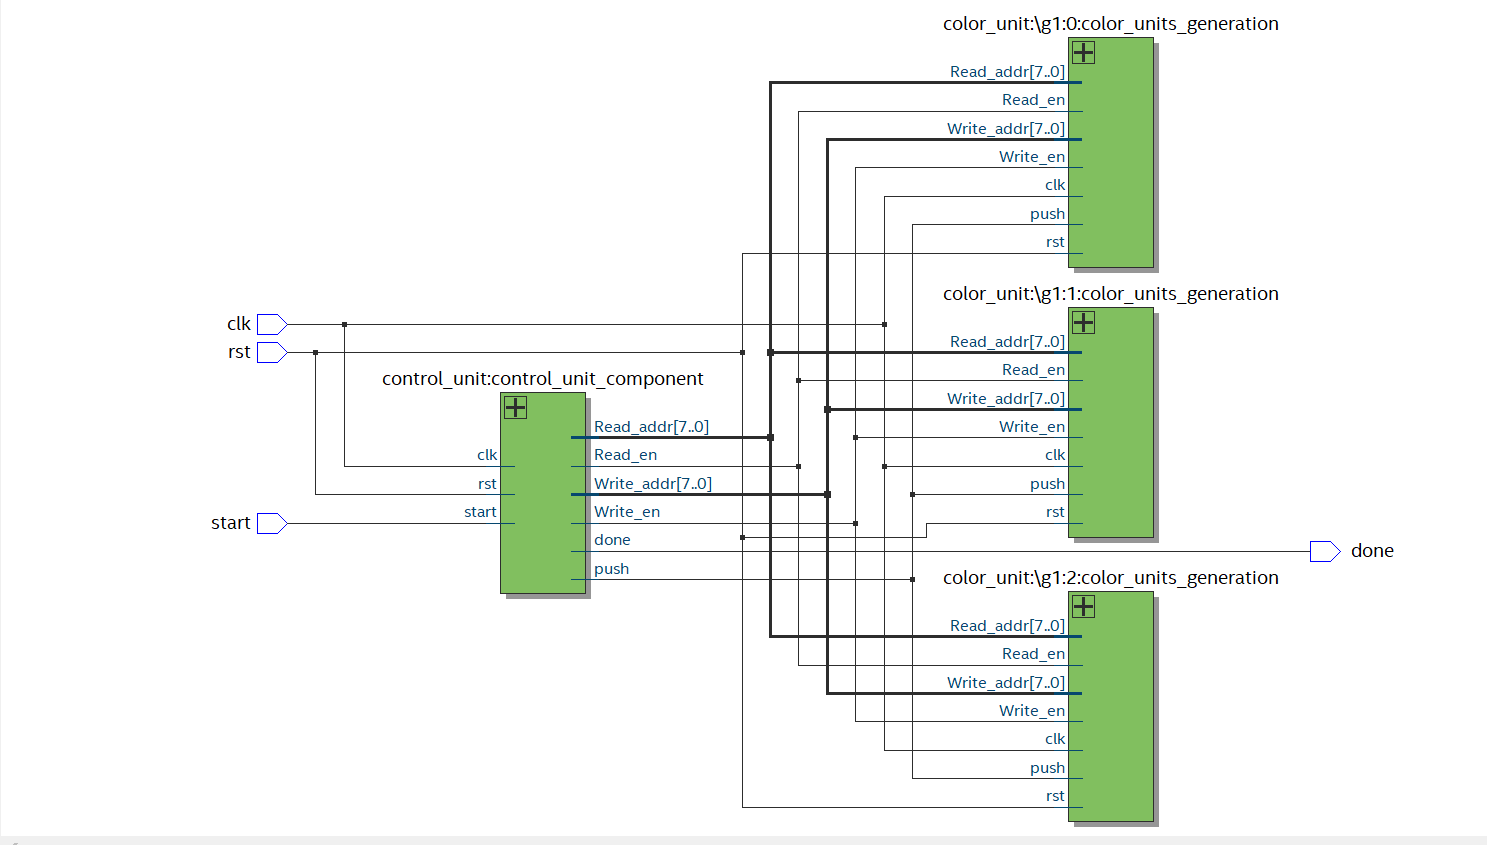 color_unit:\g1:0:color_units_generation
Read_addr[7..0]
Read_en
Write_addr[7..0]
Write_en
clk
push
rst
color_unit:\g1:1:color_units_generation
Read_addr[7..0]
Read_en
Write_addr[7..0]
Write_en
clk
push
rst
clk
rst
start
control_unit:control_unit_component
clk
rst
start
Read_addr[7..0]
Read_en
Write_addr[7..0]
Write_en
done
push
done
color_unit:\g1:2:color_units_generation
Read_addr[7..0]
Read_en
Write_addr[7..0]
Write_en
clk
push
rst